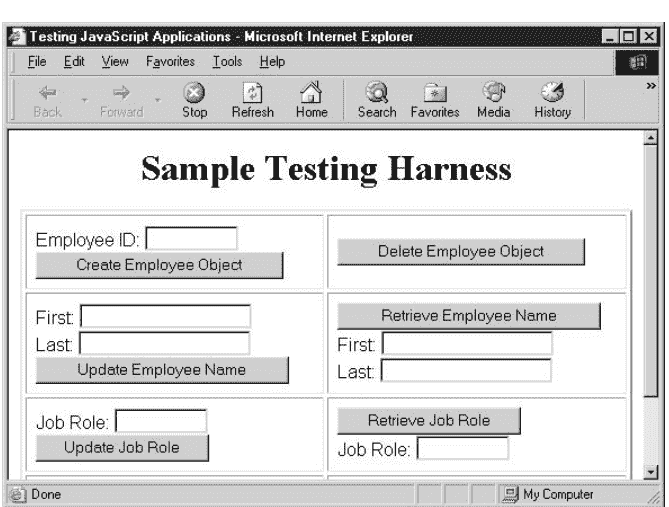 Testing JavaScript Applications - Microsoft Internet Explorer
File Edit View Favorites Tools Help
Back Forward Stop Refresh Home Search Favorites Media History »
Sample Testing Harness
Employee ID:
Create Employee Object
Delete Employee Object
First:
Last:
Update Employee Name
Retrieve Employee Name
First:
Last:
Job Role:
Update Job Role
Retrieve Job Role
Job Role:
Done My Computer